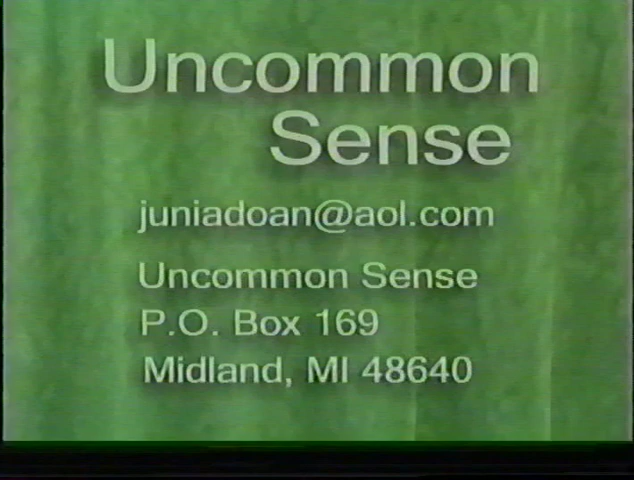 Uncommon
Sense
juniadoan@aol.com
Uncommon Sense
P.O. Box 169
Midland, MI 48640